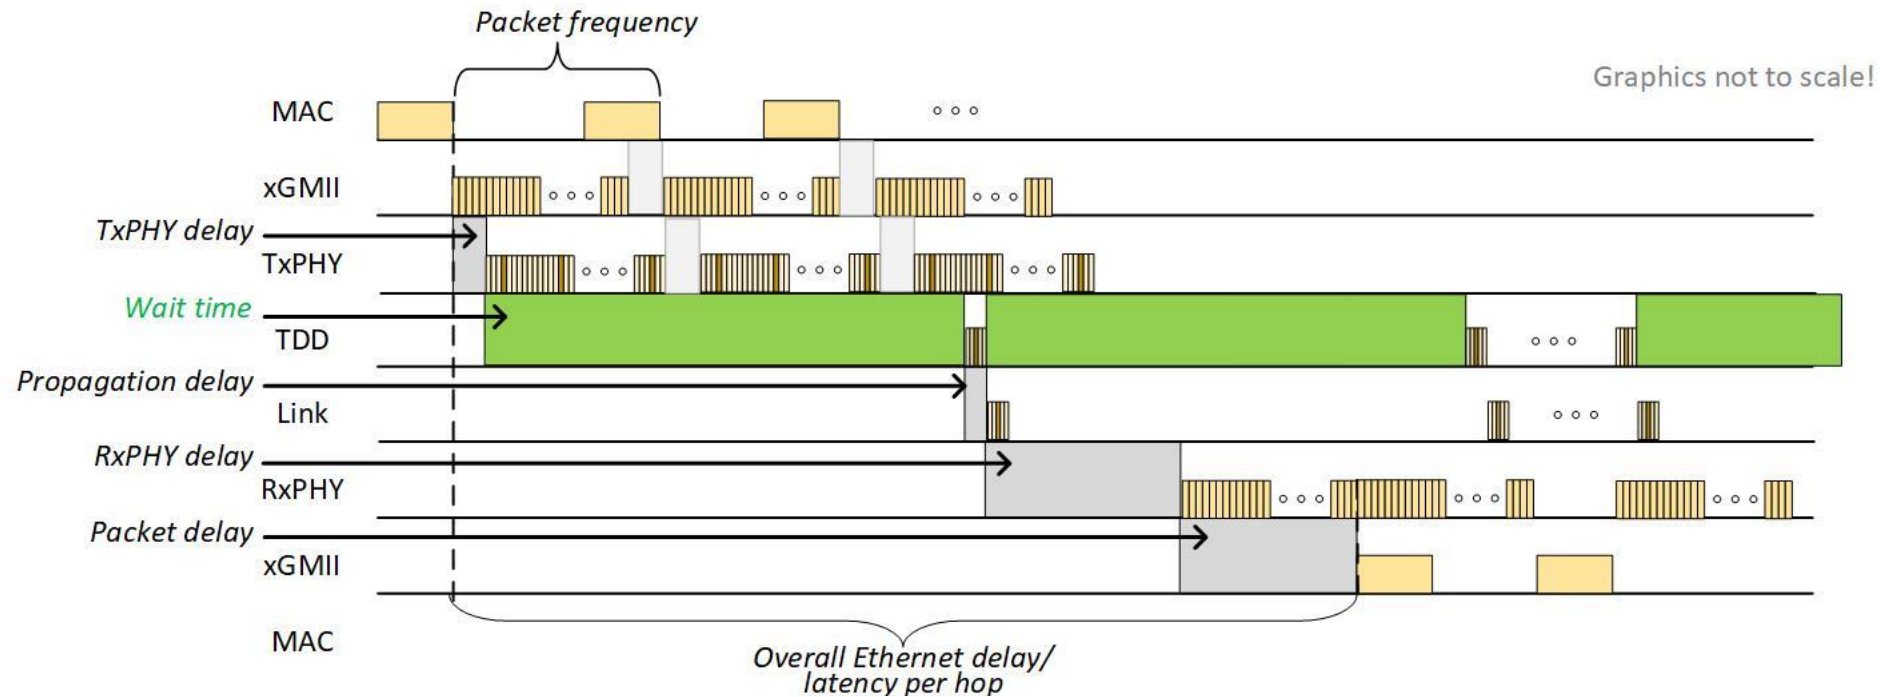 Packet frequency
Graphics not to scale!
MAC
xGMII
TxPHY delay
TxPHY
Wait time
TDD
Propagation delay
Link
RxPHY delay
RxPHY
Packet delay
xGMII
MAC
Overall Ethernet delay/
latency per hop